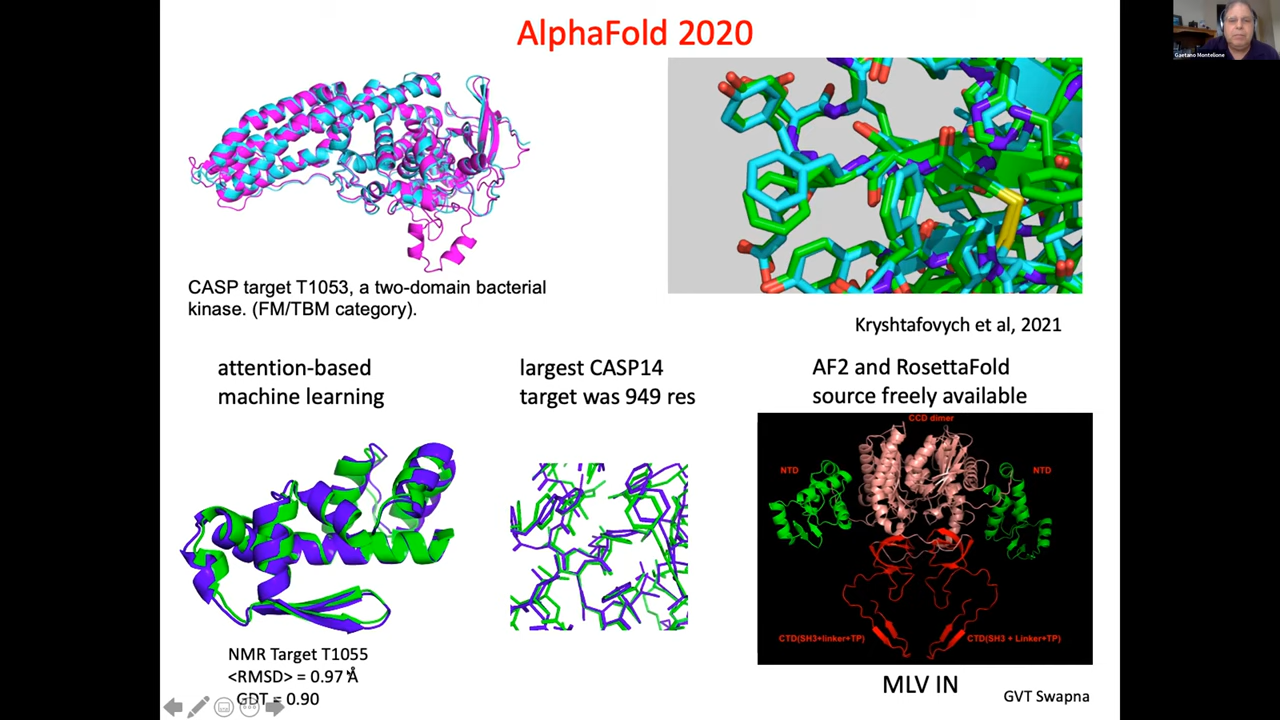 AlphaFold 2020
Gaetano Montelione
CASP target T1053, a two-domain bacterial
kinase. (FM/TBM category).
Kryshtafovych et al, 2021
attention-based
machine learning
largest CASP14
target was 949 res
AF2 and RosettaFold
source freely available
CCD dimer
NTD
NTD
CTD(SH3+linker+TP)
CTD(SH3 + Linker+TP)
NMR Target T1055
<RMSD> = 0.97 Å
GDT = 0.90
MLV IN
GVT Swapna